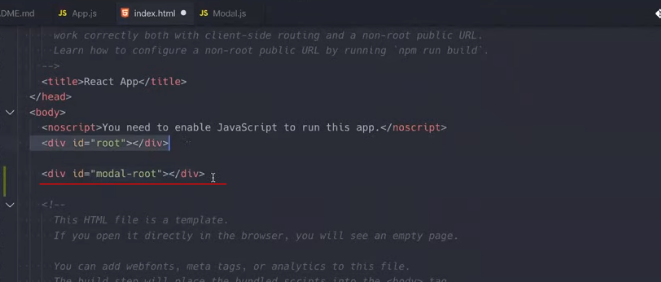 DME.md JS App.js index.html JS Modal.js
work correctly both with client-side routing and a non-root public URL.
Learn how to configure a non-root public URL by running `npm run build`.
-->
<title>React App</title>
</head>
<body>
<noscript>You need to enable JavaScript to run this app.</noscript>
<div id="root"></div>
<div id="modal-root"></div>
<!--
This HTML file is a template.
If you open it directly in the browser, you will see an empty page.
You can add webfonts, meta tags, or analytics to this file.
The build step will place the bundled scripts into the <body> tag